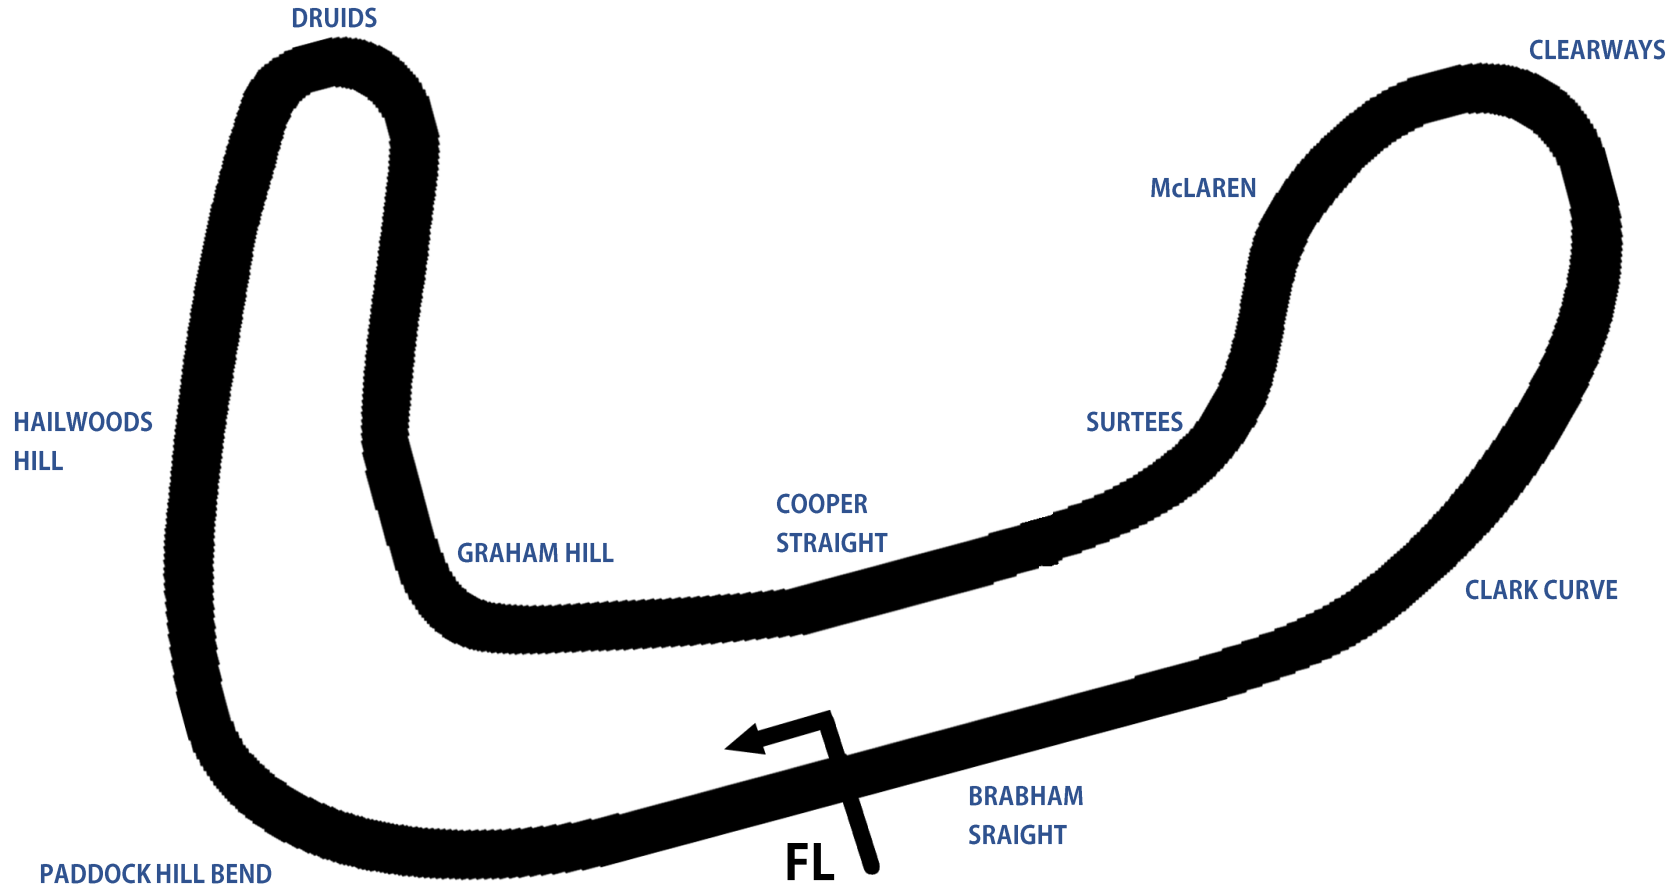 DRUIDS
CLEARWAYS
McLAREN
HAILWOODS
HILL
SURTEES
COOPER
STRAIGHT
GRAHAM HILL
CLARK CURVE
BRABHAM
SRAIGHT
FL
PADDOCK HILL BEND